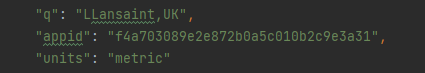 "q": "LLansaint,UK",
"appid": "f4a703089e2e872b0a5c010b2c9e3a31",
"units": "metric"